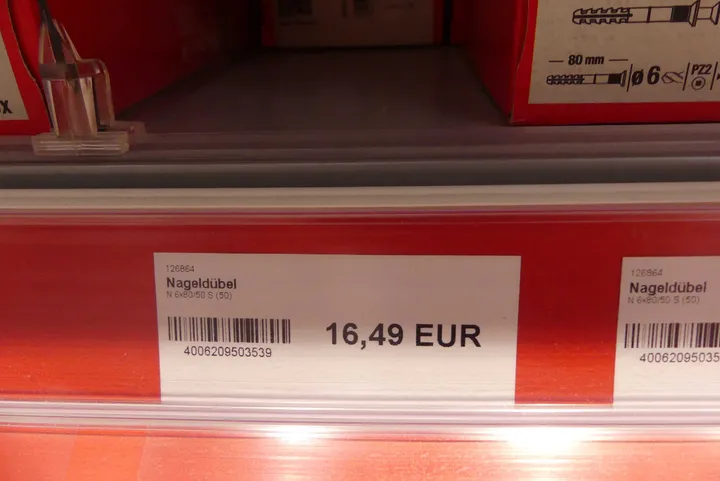 X
80 mm
ø 6
PZ2
126864
Nageldübel
N 6x80/50 S (50)
4006209503539
16,49 EUR
126864
Nageldübel
N 6x80/50 S (50)
40062095035